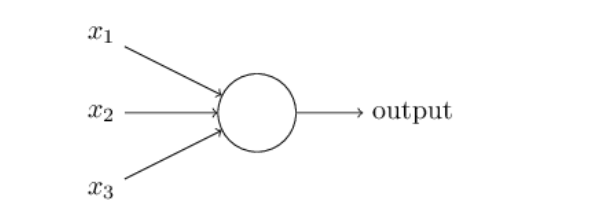 x₁
x₂ output
x₃